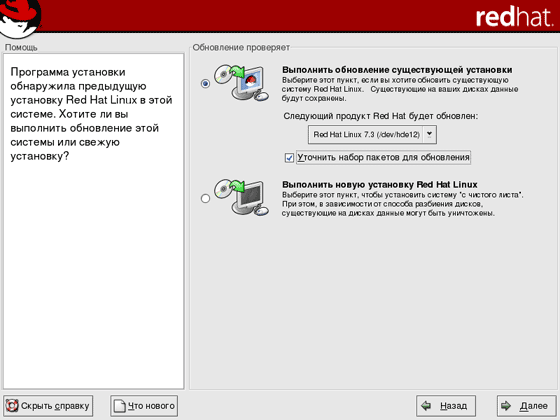 redhat.
Помощь
Программа установки
обнаружила предыдущую
установку Red Hat Linux в этой
системе. Хотите ли вы
выполнить обновление этой
системы или свежую
установку?
Обновление проверяет
Выполнить обновление существующей установки
Выберите этот пункт, если вы хотите обновить существующую
систему Red Hat Linux. Существующие на ваших дисках данные
будут сохранены.
Следующий продукт Red Hat будет обновлен:
Red Hat Linux 7.3 (/dev/hde12)
Уточнить набор пакетов для обновления
Выполнить новую установку Red Hat Linux
Выберите этот пункт, чтобы установить систему "с чистого листа".
При этом, в зависимости от способа разбиения дисков,
существующие на дисках данные могут быть уничтожены.
Скрыть справку
Что нового
Назад
Далее